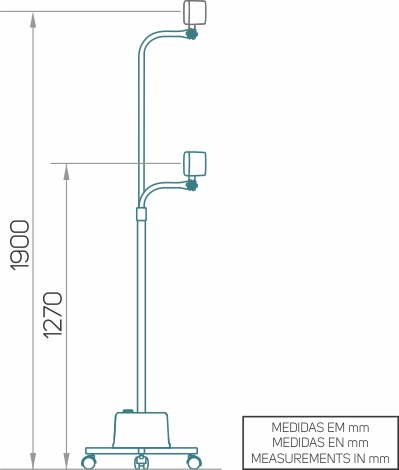 1900
1270
MEDIDAS EM mm
MEDIDAS EN mm
MEASUREMENTS IN mm